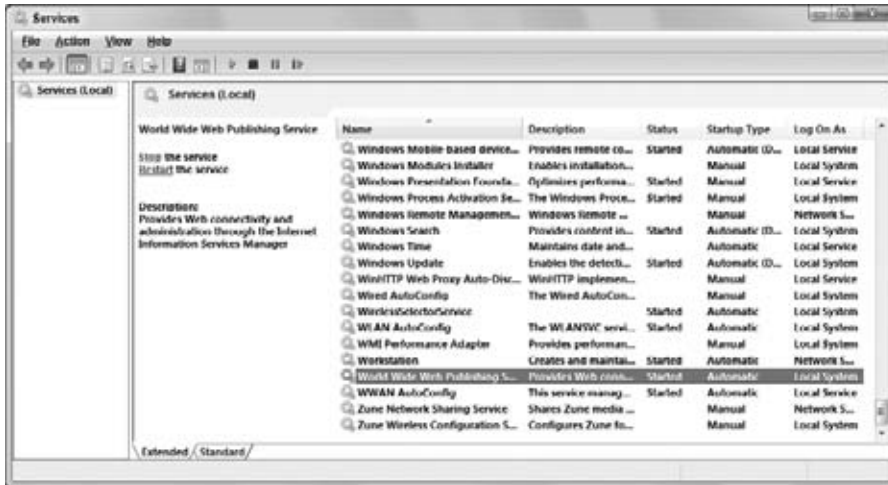 Services
File Action View Help
Services (Local)
Services (Local)
World Wide Web Publishing Service
Stop the service
Restart the service
Description:
Provides Web connectivity and
administration through the Internet
Information Services Manager
Name Description Status Startup Type Log On As
Windows Mobile-based device... Provides remote co... Started Automatic (D... Local Service
Windows Modules Installer Enables installation... Manual Local System
Windows Presentation Founda... Optimizes performa... Started Manual Local Service
Windows Process Activation Se... The Windows Proce... Started Manual Local System
Windows Remote Managemen... Windows Remote ... Manual Network S...
Windows Search Provides content in... Started Automatic (D... Local System
Windows Time Maintains date and... Automatic Local Service
Windows Update Enables the detecti... Started Automatic (D... Local System
WinHTTP Web Proxy Auto-Disc... WinHTTP implemen... Manual Local Service
Wired AutoConfig The Wired AutoCon... Manual Local System
WirelessSelectorService Started Automatic Local System
WLAN AutoConfig The WLANSVC servi... Started Automatic Local System
WMI Performance Adapter Provides performan... Manual Local System
Workstation Creates and maintai... Started Automatic Network S...
World Wide Web Publishing S... Provides Web conn... Started Automatic Local System
WWAN AutoConfig This service manag... Started Automatic Local Service
Zune Network Sharing Service Shares Zune media ... Manual Network S...
Zune Wireless Configuration S... Configures Zune fo... Manual Local System
Extended Standard